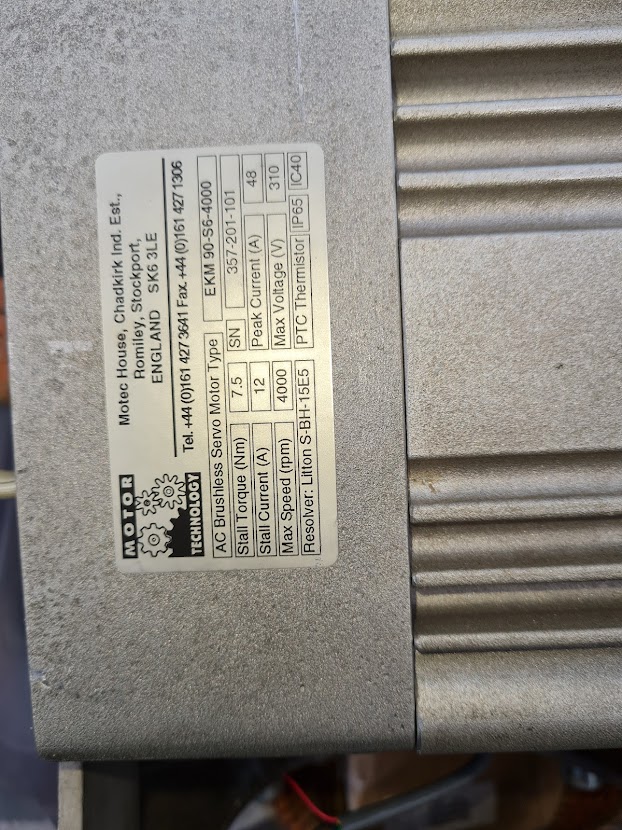 MOTOR
TECHNOLOGY
Motec House, Chadkirk Ind. Est.,
Romiley, Stockport,
ENGLAND SK6 3LE
Tel. +44 (0)161 427 3641 Fax. +44 (0)161 427 1306
AC Brushless Servo Motor Type EKM 90-S6-4000
Stall Torque (Nm) 7.5 SN 357-201-101
Stall Current (A) 12 Peak Current (A) 48
Max Speed (rpm) 4000 Max Voltage (V) 310
Resolver: Litton S-BH-15E5 PTC Thermistor IP65 IC40